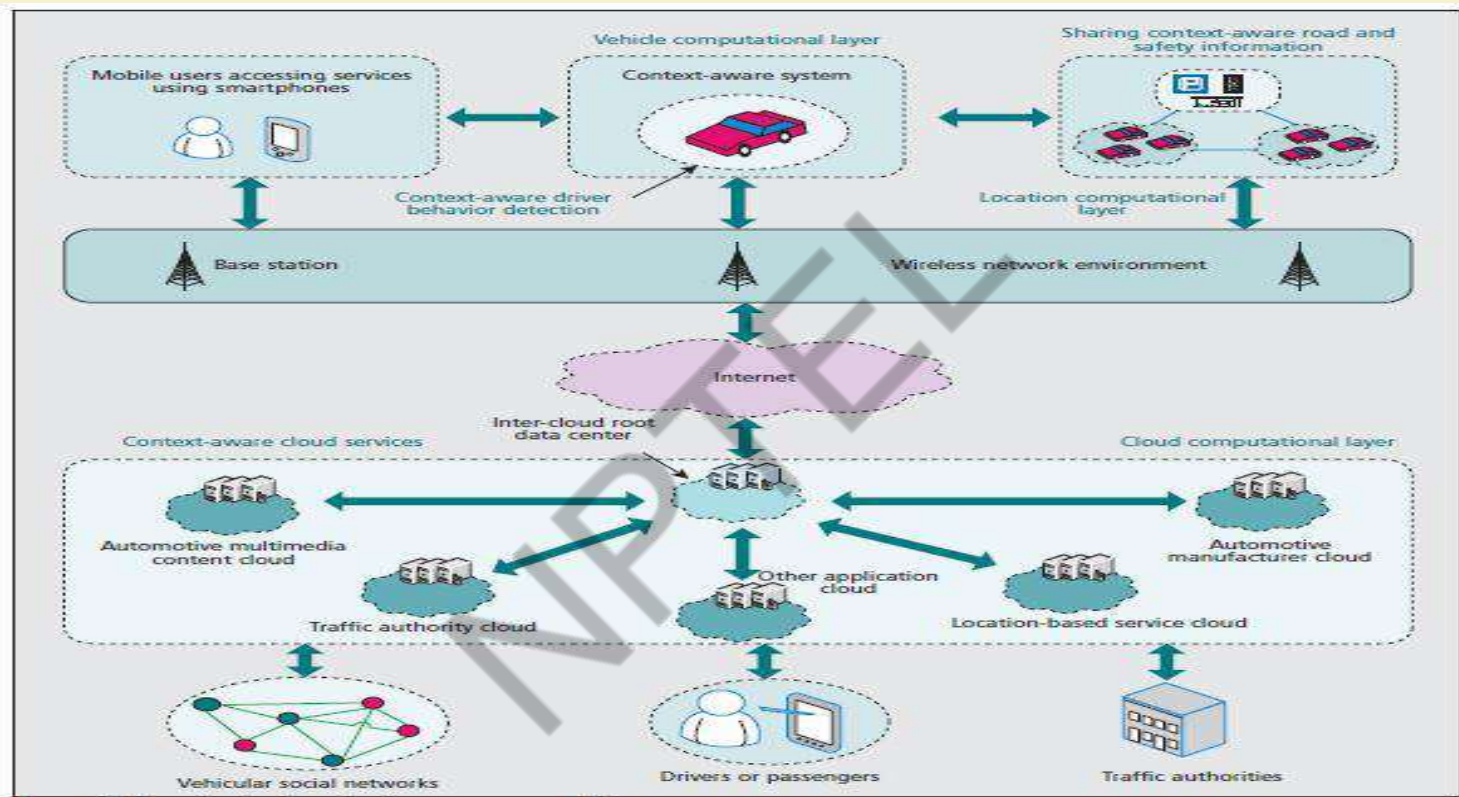 Vehicle computational layer
Sharing context-aware road and
safety information
Mobile users accessing services
using smartphones
Context-aware system
P
Context-aware driver
behavior detection
Location computational
layer
Base station
Wireless network environment
Internet
Inter-cloud root
data center
Context-aware cloud services
Cloud computational layer
Automotive multimedia
content cloud
Automotive
manufacturer cloud
Other application
cloud
Traffic authority cloud
Location-based service cloud
Vehicular social networks
Drivers or passengers
Traffic authorities
NPTEL